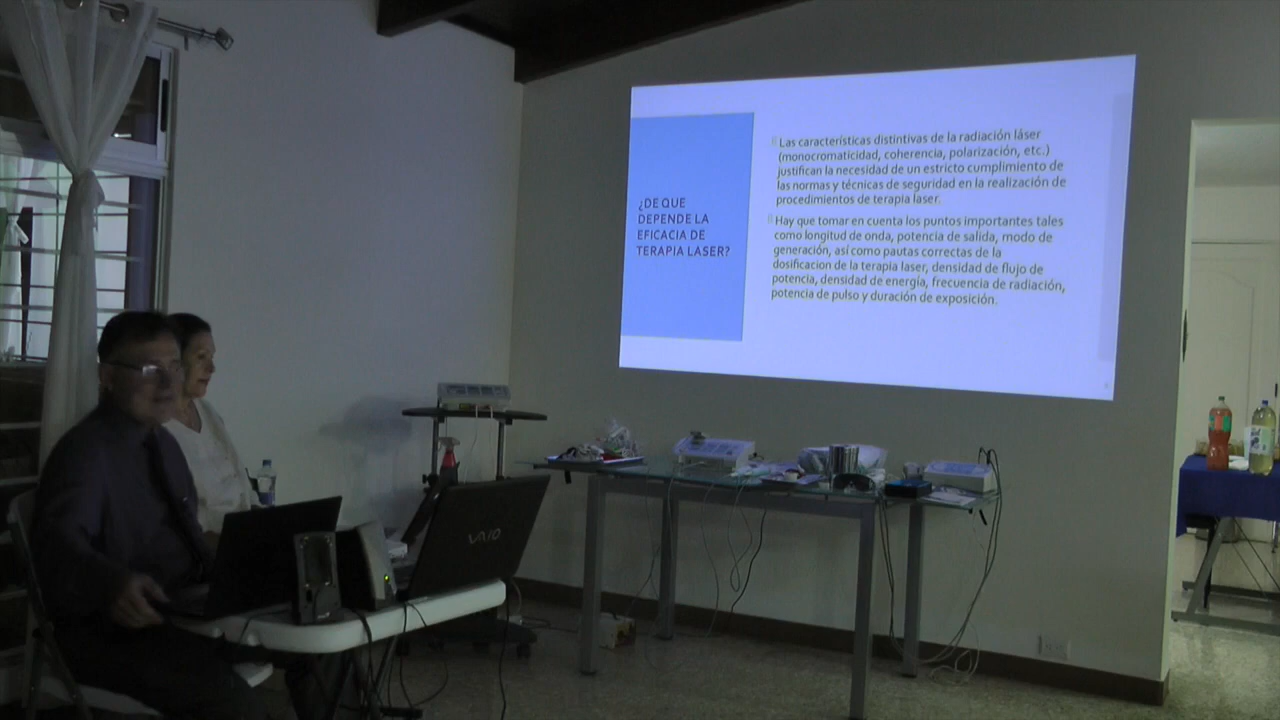 ¿DE QUE
DEPENDE LA
EFICACIA DE
TERAPIA LASER?
Las características distintivas de la radiación láser
(monocromaticidad, coherencia, polarización, etc.)
justifican la necesidad de un estricto cumplimiento de
las normas y técnicas de seguridad en la realización de
procedimientos de terapia laser.
Hay que tomar en cuenta los puntos importantes tales
como longitud de onda, potencia de salida, modo de
generación, así como pautas correctas de la
dosificacion de la terapia laser, densidad de flujo de
potencia, densidad de energía, frecuencia de radiación,
potencia de pulso y duración de exposición.
VAIO